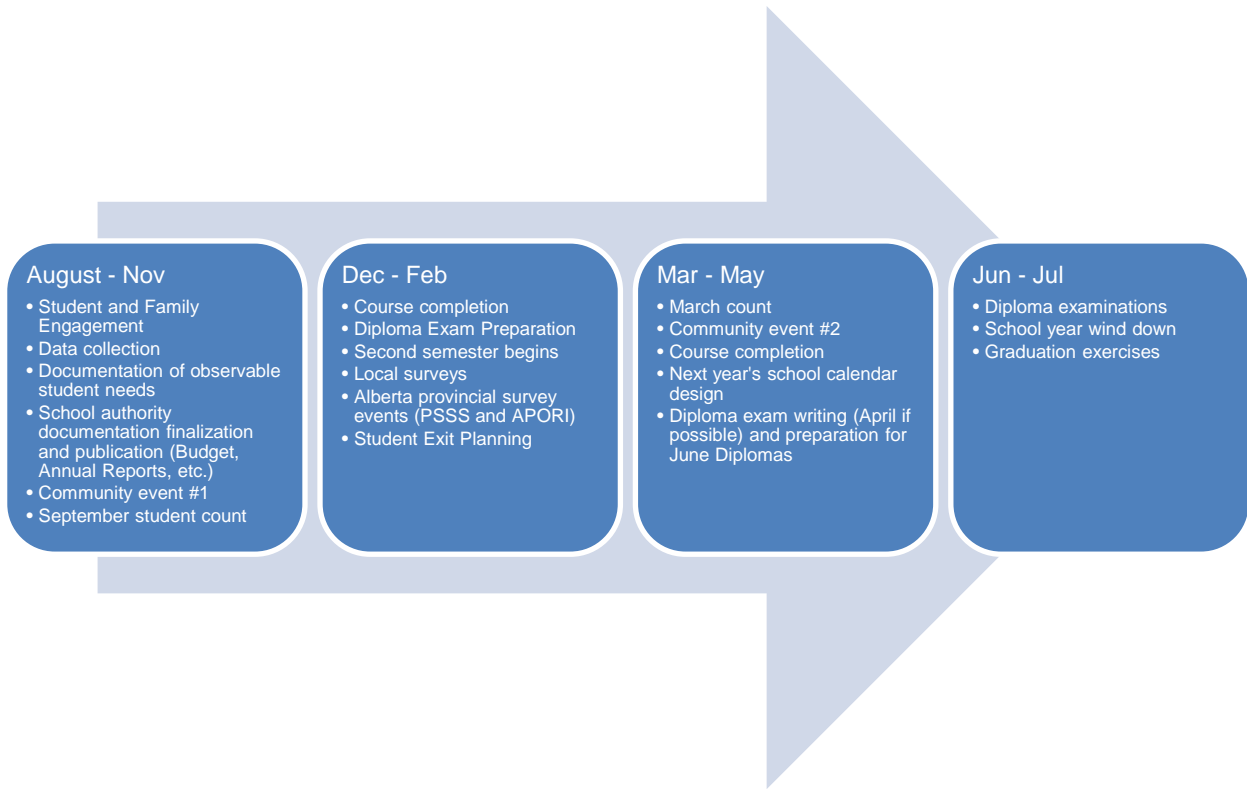 August - Nov
• Student and Family
Engagement
• Data collection
• Documentation of observable
student needs
• School authority
documentation finalization
and publication (Budget,
Annual Reports, etc.)
• Community event #1
• September student count
Dec - Feb
• Course completion
• Diploma Exam Preparation
• Second semester begins
• Local surveys
• Alberta provincial survey
events (PSSS and APORI)
• Student Exit Planning
Mar - May
• March count
• Community event #2
• Course completion
• Next year's school calendar
design
• Diploma exam writing (April if
possible) and preparation for
June Diplomas
Jun - Jul
• Diploma examinations
• School year wind down
• Graduation exercises